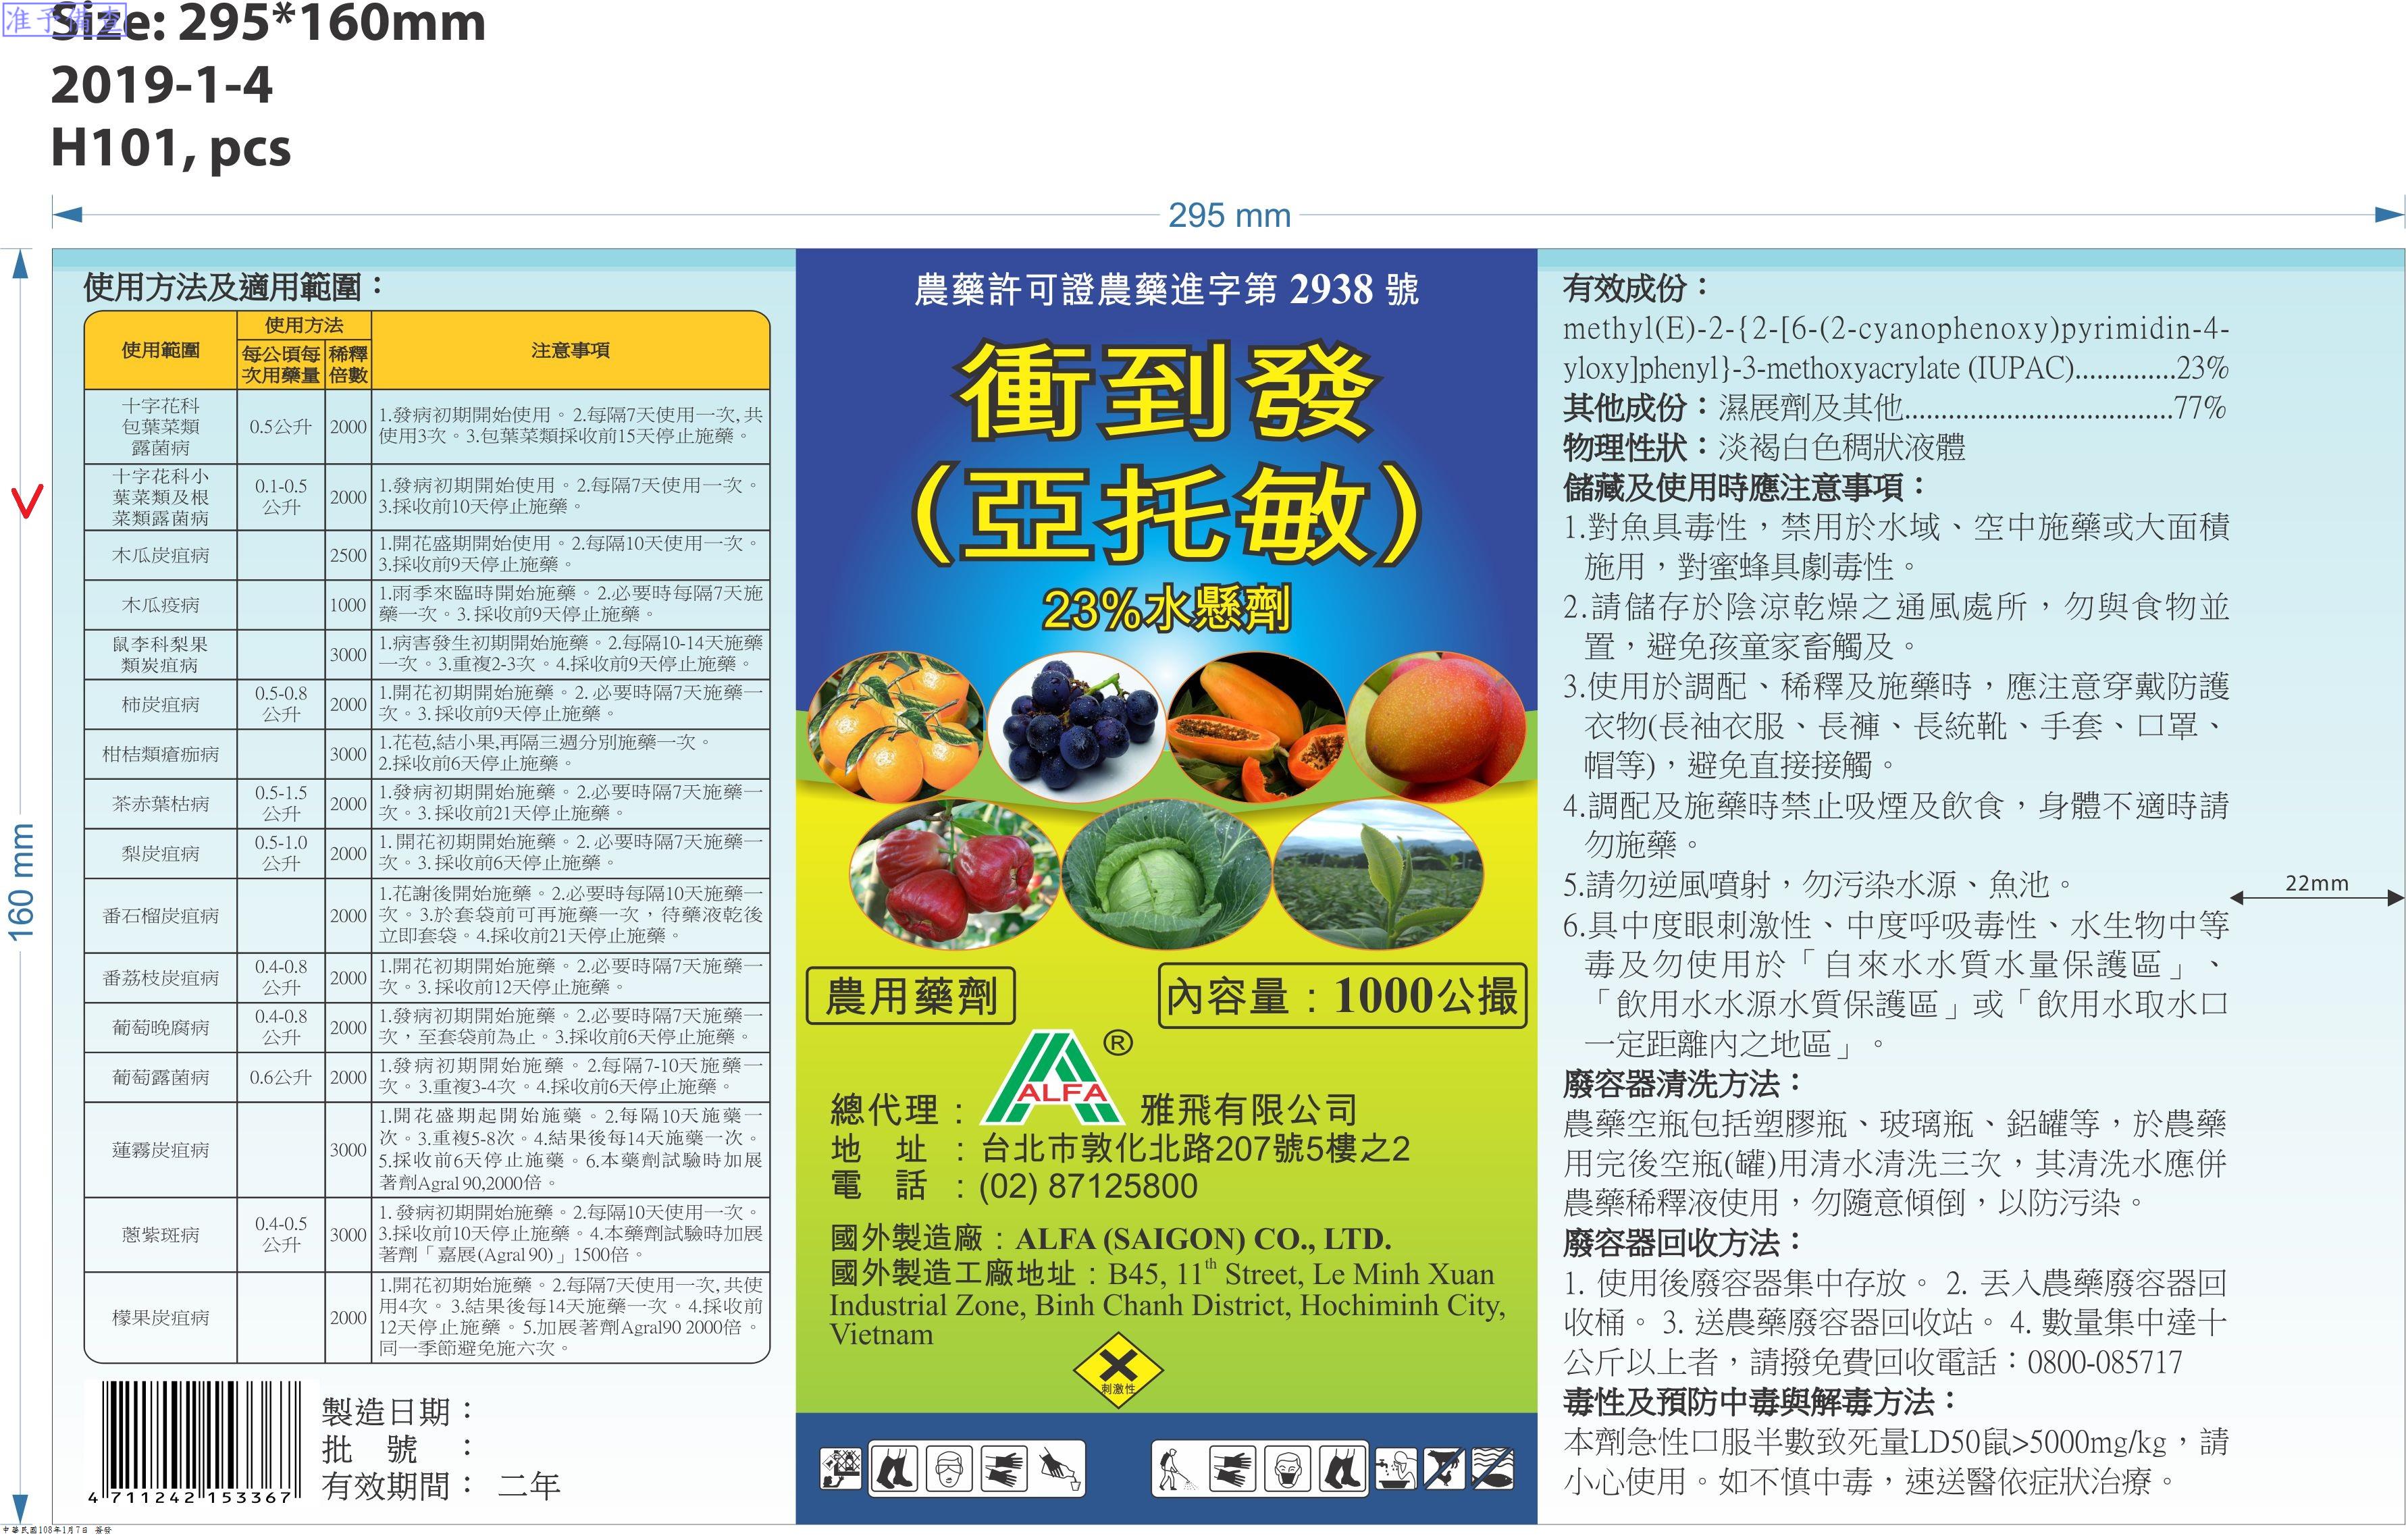 准予備查
Size: 295*160mm
2019-1-4
H101, pcs
295 mm
160 mm
使用方法及適用範圍：
使用範圍
使用方法
每公頃每
次用藥量
稀釋
倍數
注意事項
十字花科
包葉菜類
露菌病
0.5公升
2000
1.發病初期開始使用。2.每隔7天使用一次,共
使用3次。3.包葉菜類採收前15天停止施藥。
十字花科小
葉菜類及根
菜類露菌病
0.1-0.5
公升
2000
1.發病初期開始使用。2.每隔7天使用一次。
3.採收前10天停止施藥。
木瓜炭疽病
2500
1.開花盛期開始使用。2.每隔10天使用一次。
3.採收前9天停止施藥。
木瓜疫病
1000
1.雨季來臨時開始施藥。2.必要時每隔7天施
藥一次。3.採收前9天停止施藥。
鼠李科梨果
類炭疽病
3000
1.病害發生初期開始施藥。2.每隔10-14天施藥
一次。3.重複2-3次。4.採收前9天停止施藥。
柿炭疽病
0.5-0.8
公升
2000
1.開花初期開始施藥。2.必要時隔7天施藥一
次。3.採收前9天停止施藥。
柑桔類瘡痂病
3000
1.花苞,結小果,再隔三週分別施藥一次。
2.採收前6天停止施藥。
茶赤葉枯病
0.5-1.5
公升
2000
1.發病初期開始施藥。2.必要時隔7天施藥一
次。3.採收前21天停止施藥。
梨炭疽病
0.5-1.0
公升
2000
1.開花初期開始施藥。2.必要時隔7天施藥一
次。3.採收前6天停止施藥。
番石榴炭疽病
2000
1.花謝後開始施藥。2.必要時每隔10天施藥一
次。3.於套袋前可再施藥一次，待藥液乾後
立即套袋。4.採收前21天停止施藥。
番荔枝炭疽病
0.4-0.8
公升
2000
1.開花初期開始施藥。2.必要時隔7天施藥一
次。3.採收前12天停止施藥。
葡萄晚腐病
0.4-0.8
公升
2000
1.發病初期開始施藥。2.必要時隔7天施藥一
次，至套袋前為止。3.採收前6天停止施藥。
葡萄露菌病
0.6公升
2000
1.發病初期開始施藥。2.每隔7-10天施藥一
次。3.重複3-4次。4.採收前6天停止施藥。
蓮霧炭疽病
3000
1.開花盛期起開始施藥。2.每隔10天施藥一
次。3.重複5-8次。4.結果後每14天施藥一次。
5.採收前6天停止施藥。6.本藥劑試驗時加展
著劑Agral 90,2000倍。
蔥紫斑病
0.4-0.5
公升
3000
1.發病初期開始施藥。2.每隔10天使用一次。
3.採收前10天停止施藥。4.本藥劑試驗時加展
著劑「嘉展(Agral 90)」1500倍。
檬果炭疽病
2000
1.開花初期始施藥。2.每隔7天使用一次,共使
用4次。3.結果後每14天施藥一次。4.採收前
12天停止施藥。5.加展著劑Agral90 2000倍。
同一季節避免施六次。
4 711242 153367
製造日期：
批 號 ：
有效期間： 二年
農藥許可證農藥進字第 2938 號
衝到發
(亞托敏)
23%水懸劑
農用藥劑
內容量：1000公撮
ALFA ®
總代理：雅飛有限公司
地 址 ：台北市敦化北路207號5樓之2
電 話 ：(02) 87125800
國外製造廠：ALFA (SAIGON) CO., LTD.
國外製造工廠地址：B45, 11th Street, Le Minh Xuan
Industrial Zone, Binh Chanh District, Hochiminh City,
Vietnam
刺激性
有效成份：
methyl(E)-2-{2-[6-(2-cyanophenoxy)pyrimidin-4-
yloxy]phenyl}-3-methoxyacrylate (IUPAC)..............23%
其他成份：濕展劑及其他.....................................77%
物理性狀：淡褐白色稠狀液體
儲藏及使用時應注意事項：
1.對魚具毒性，禁用於水域、空中施藥或大面積
施用，對蜜蜂具劇毒性。
2.請儲存於陰涼乾燥之通風處所，勿與食物並
置，避免孩童家畜觸及。
3.使用於調配、稀釋及施藥時，應注意穿戴防護
衣物(長袖衣服、長褲、長統靴、手套、口罩、
帽等)，避免直接接觸。
4.調配及施藥時禁止吸煙及飲食，身體不適時請
勿施藥。
5.請勿逆風噴射，勿污染水源、魚池。
6.具中度眼刺激性、中度呼吸毒性、水生物中等
毒及勿使用於「自來水水質水量保護區」、
「飲用水水源水質保護區」或「飲用水取水口
一定距離內之地區」。
廢容器清洗方法：
農藥空瓶包括塑膠瓶、玻璃瓶、鋁罐等，於農藥
用完後空瓶(罐)用清水清洗三次，其清洗水應併
農藥稀釋液使用，勿隨意傾倒，以防污染。
廢容器回收方法：
1. 使用後廢容器集中存放。 2. 丟入農藥廢容器回
收桶。 3. 送農藥廢容器回收站。 4. 數量集中達十
公斤以上者，請撥免費回收電話：0800-085717
毒性及預防中毒與解毒方法：
本劑急性口服半數致死量LD50鼠>5000mg/kg，請
小心使用。如不慎中毒，速送醫依症狀治療。
22mm
中華民國108年1月7日 簽發